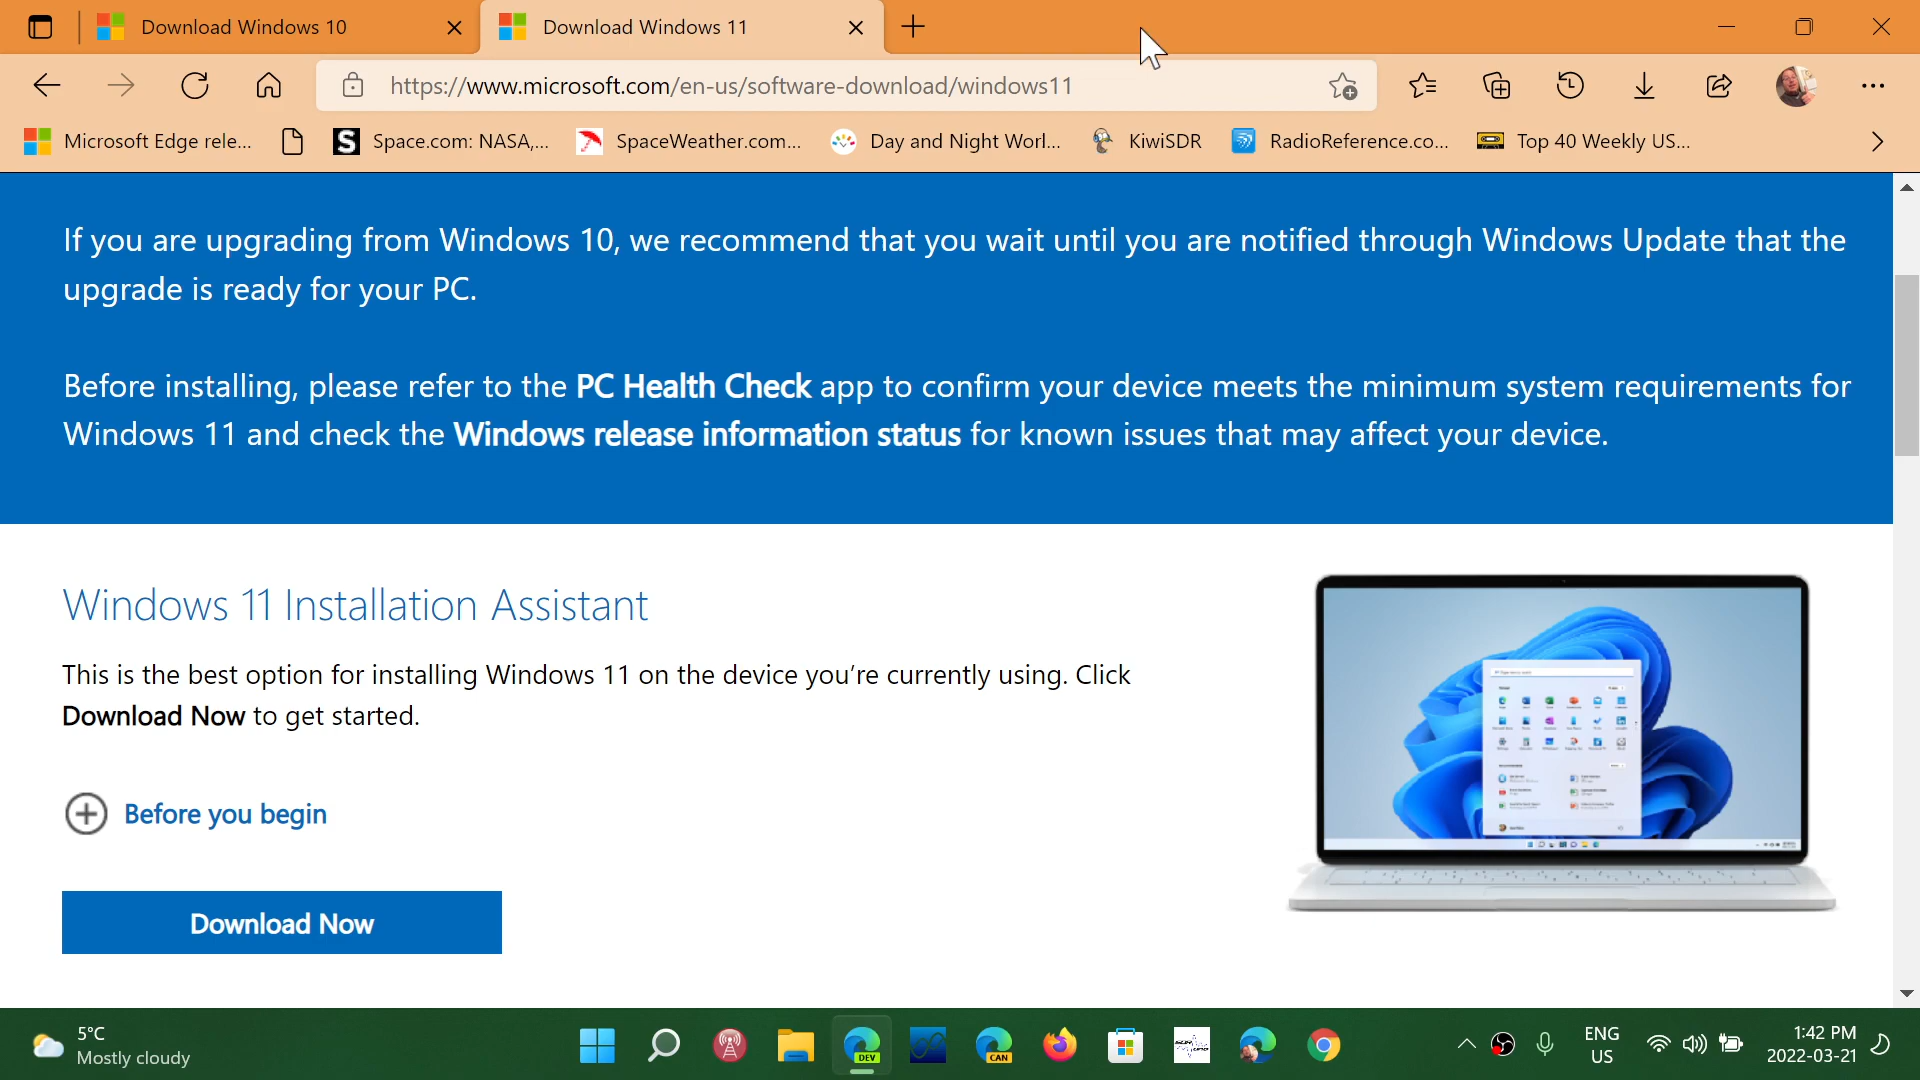 Download Windows 10
Download Windows 11
https://www.microsoft.com/en-us/software-download/windows11
Microsoft Edge rele...
Space.com: NASA,...
SpaceWeather.com...
Day and Night Worl...
KiwiSDR
RadioReference.co...
Top 40 Weekly US...
If you are upgrading from Windows 10, we recommend that you wait until you are notified through Windows Update that the
upgrade is ready for your PC.
Before installing, please refer to the PC Health Check app to confirm your device meets the minimum system requirements for
Windows 11 and check the Windows release information status for known issues that may affect your device.
Windows 11 Installation Assistant
This is the best option for installing Windows 11 on the device you're currently using. Click
Download Now to get started.
Before you begin
Download Now
5°C
Mostly cloudy
DEV
CAN
ENG
US
1:42 PM
2022-03-21